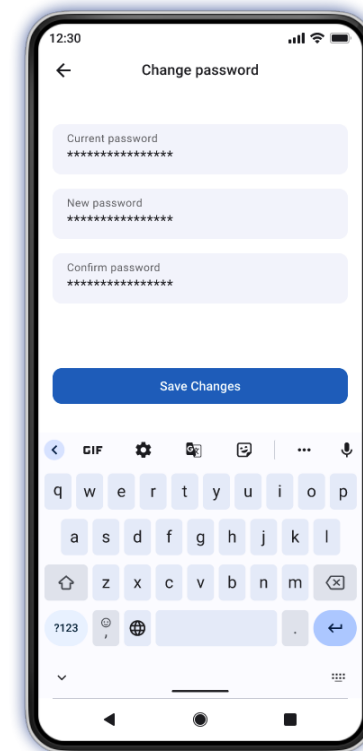 12:30
Change password
Current password
****************
New password
****************
Confirm password
****************
Save Changes
GIF
q w e r t y u i o p
a s d f g h j k l
z x c v b n m
?123 , .